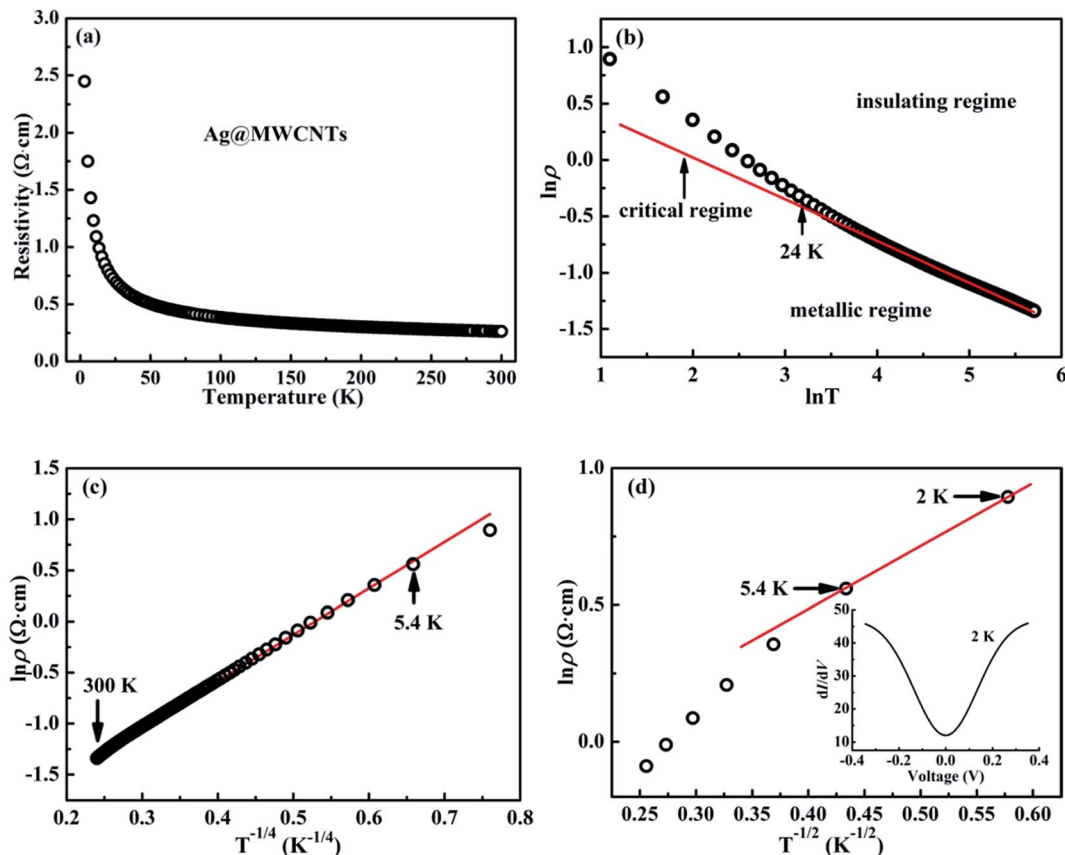 (a)
Ag@MWCNTs
Resistivity (Ω·cm)
3.0
2.5
2.0
1.5
1.0
0.5
0.0
0 50 100 150 200 250 300
Temperature (K)
(b)
insulating regime
critical regime
24 K
metallic regime
lnρ
1.0
0.5
0.0
-0.5
-1.0
-1.5
1 2 3 4 5 6
lnT
(c)
5.4 K
300 K
lnρ (Ω·cm)
1.5
1.0
0.5
0.0
-0.5
-1.0
-1.5
0.2 0.3 0.4 0.5 0.6 0.7 0.8
T^-1/4 (K^-1/4)
(d)
2 K
5.4 K
lnρ (Ω·cm)
1.0
0.5
0.0
0.25 0.30 0.35 0.40 0.45 0.50 0.55 0.60
T^-1/2 (K^-1/2)
2 K
dI/dV
50
40
30
20
10
-0.4 -0.2 0.0 0.2 0.4
Voltage (V)